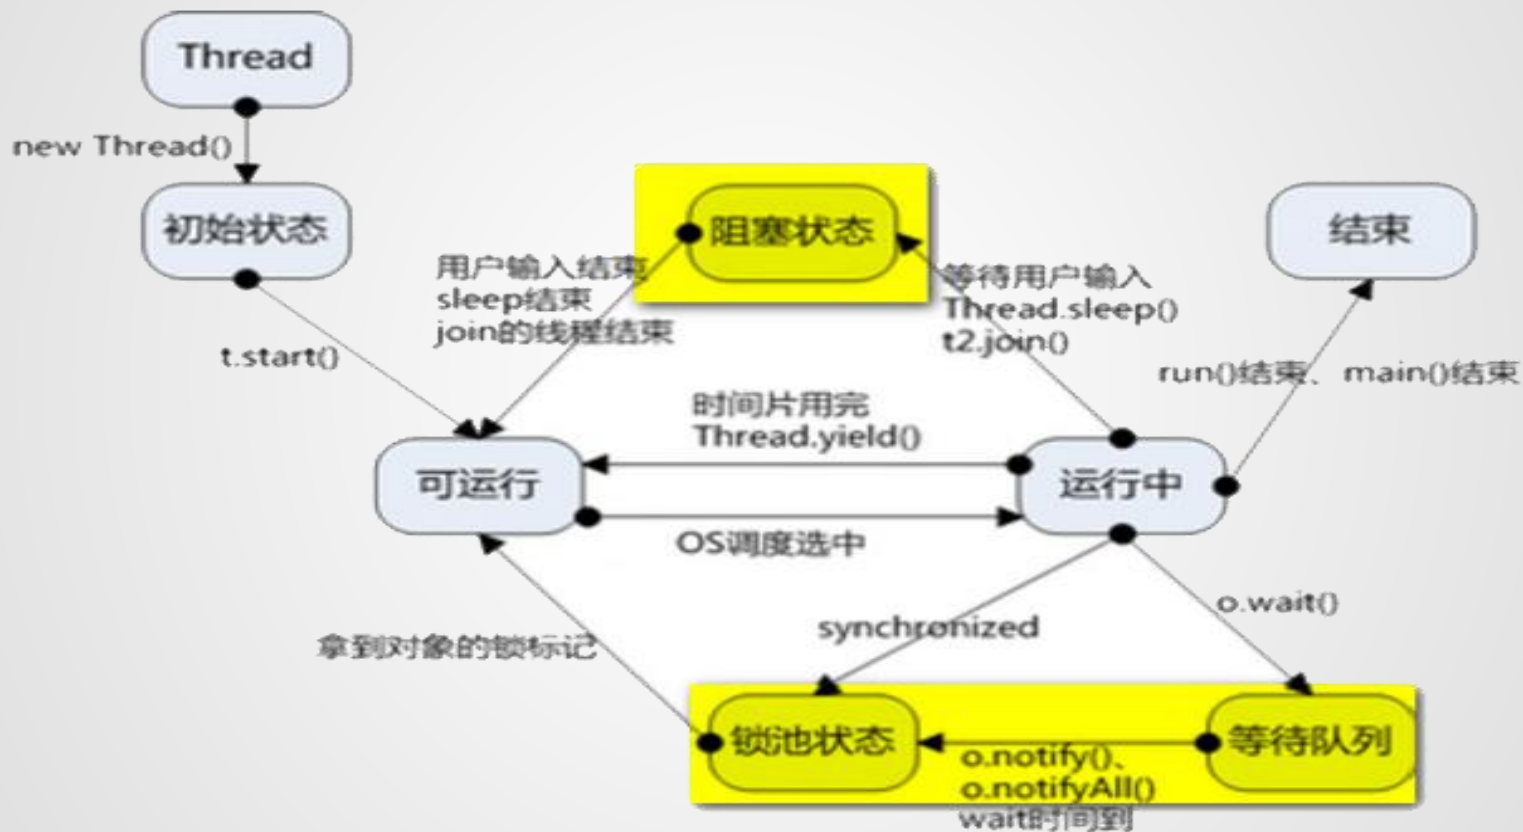 Thread
new Thread()
初始状态
阻塞状态
结束
用户输入结束
sleep结束
join的线程结束
等待用户输入
Thread.sleep()
t2.join()
t.start()
run()结束、main()结束
时间片用完
Thread.yield()
可运行
运行中
OS调度选中
o.wait()
synchronized
拿到对象的锁标记
锁池状态
等待队列
o.notify()、
o.notifyAll()
wait时间到